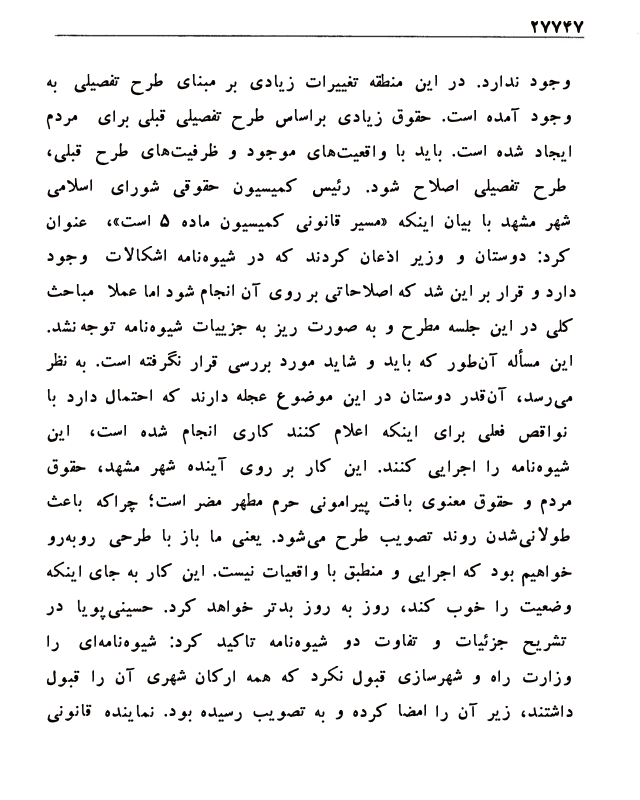 ۲۷۷۴۷
وجود ندارد. در این منطقه تغییرات زیادی بر مبنای طرح تفصیلی به
وجود آمده است. حقوق زیادی براساس طرح تفصیلی قبلی برای مردم
ایجاد شده است. باید با واقعیت‌های موجود و ظرفیت‌های طرح قبلی،
طرح تفصیلی اصلاح شود. رئیس کمیسیون حقوقی شورای اسلامی
شهر مشهد با بیان اینکه «مسیر قانونی کمیسیون ماده ۵ است»، عنوان
کرد: دوستان و وزیر اذعان کردند که در شیوه‌نامه اشکالات وجود
دارد و قرار بر این شد که اصلاحاتی بر روی آن انجام شود اما عملا مباحث
کلی در این جلسه مطرح و به صورت ریز به جزییات شیوه‌نامه توجه نشد.
این مسأله آن‌طور که باید و شاید مورد بررسی قرار نگرفته است. به نظر
می‌رسد، آن‌قدر دوستان در این موضوع عجله دارند که احتمال دارد با
نواقص فعلی برای اینکه اعلام کنند کاری انجام شده است، این
شیوه‌نامه را اجرایی کنند. این کار بر روی آینده شهر مشهد، حقوق
مردم و حقوق معنوی بافت پیرامونی حرم مطهر مضر است؛ چراکه باعث
طولانی‌شدن روند تصویب طرح می‌شود. یعنی ما باز با طرحی روبه‌رو
خواهیم بود که اجرایی و منطبق با واقعیات نیست. این کار به جای اینکه
وضعیت را خوب کند، روز به روز بدتر خواهد کرد. حسینی‌پویا در
تشریح جزئیات و تفاوت دو شیوه‌نامه تاکید کرد: شیوه‌نامه‌ای را
وزارت راه و شهرسازی قبول نکرد که همه ارکان شهری آن را قبول
داشتند، زیر آن را امضا کرده و به تصویب رسیده بود. نماینده قانونی